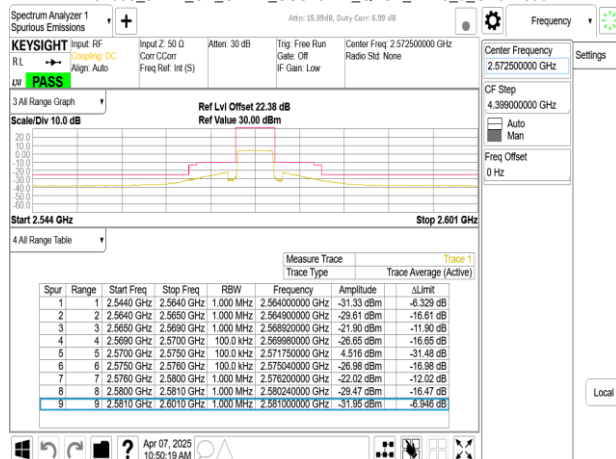 Spectrum Analyzer 1
Spurious Emissions
Attn: 15.39dB, Duty Corr: 6.99 dB
Frequency
KEYSIGHT
RL
PASS
Input: RF
Coupling: DC
Align: Auto
Input Z: 50 Ω
Corr CCorr
Freq Ref: Int (S)
Atten: 30 dB
Trig: Free Run
Gate: Off
IF Gain: Low
Center Freq: 2.572500000 GHz
Radio Std: None
Center Frequency
2.572500000 GHz
Settings
CF Step
4.399000000 GHz
Auto
Man
Freq Offset
0 Hz
Local
3 All Range Graph
Scale/Div 10.0 dB
Ref Lvl Offset 22.38 dB
Ref Value 30.00 dBm
20.0
10.0
0.00
-10.0
-20.0
-30.0
-40.0
-50.0
-60.0
Start 2.544 GHz
Stop 2.601 GHz
4 All Range Table
Measure Trace Trace 1
Trace Type Trace Average (Active)
Spur Range Start Freq Stop Freq RBW Frequency Amplitude ΔLimit
1 1 2.5440 GHz 2.5640 GHz 1.000 MHz 2.564000000 GHz -31.33 dBm -6.329 dB
2 2 2.5640 GHz 2.5650 GHz 1.000 MHz 2.564900000 GHz -29.61 dBm -16.61 dB
3 3 2.5650 GHz 2.5690 GHz 1.000 MHz 2.568920000 GHz -21.90 dBm -11.90 dB
4 4 2.5690 GHz 2.5700 GHz 100.0 kHz 2.569980000 GHz -26.65 dBm -16.65 dB
5 5 2.5700 GHz 2.5750 GHz 100.0 kHz 2.571750000 GHz 4.516 dBm -31.48 dB
6 6 2.5750 GHz 2.5760 GHz 100.0 kHz 2.575040000 GHz -26.98 dBm -16.98 dB
7 7 2.5760 GHz 2.5800 GHz 1.000 MHz 2.576200000 GHz -22.02 dBm -12.02 dB
8 8 2.5800 GHz 2.5810 GHz 1.000 MHz 2.580240000 GHz -29.47 dBm -16.47 dB
9 9 2.5810 GHz 2.6010 GHz 1.000 MHz 2.581000000 GHz -31.95 dBm -6.946 dB
Apr 07, 2025
10:50:19 AM